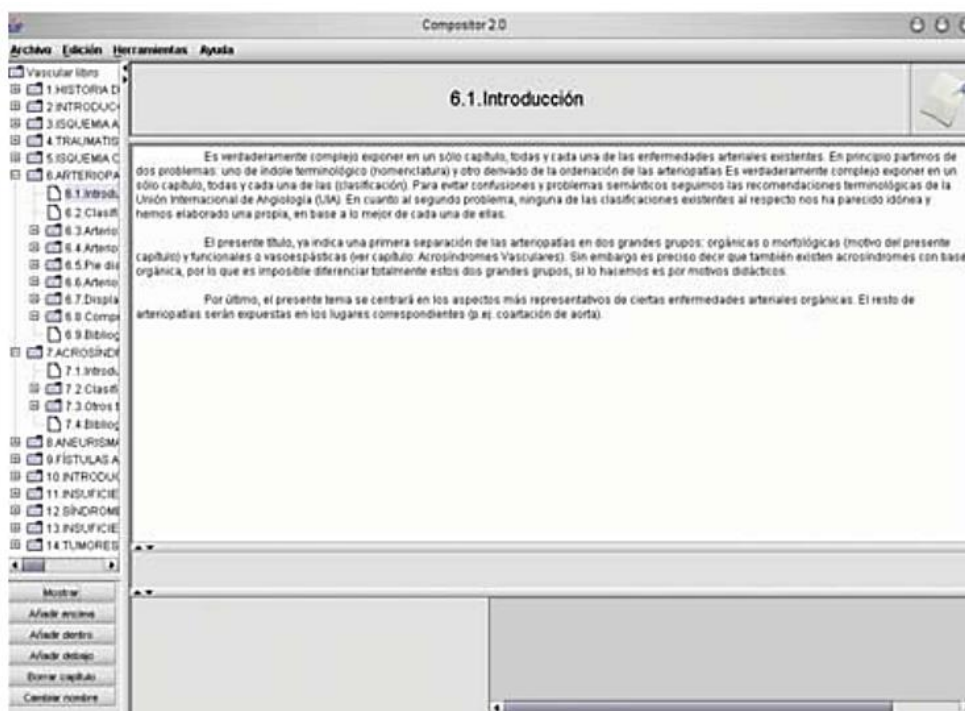 Compositor 2.0
Archivo Edición Herramientas Ayuda
Vascular libro
1.HISTORIA D
2.INTRODUC
3.ISQUEMIA A
4.TRAUMATIS
5.ISQUEMIA C
6.ARTERIOPA
6.1.Introdu
6.2.Clasifi
6.3.Arterio
6.4.Arterio
6.5.Pie dia
6.6.Arterio
6.7.Displa
6.8.Compr
6.9.Bibliog
7.ACROSÍNDR
7.1.Introdu
7.2.Clasifi
7.3.Otros t
7.4.Bibliog
8.ANEURISMA
9.FÍSTULAS A
10.INTRODUC
11.INSUFICIE
12.SÍNDROME
13.INSUFICIE
14.TUMORES
Mostrar
Añadir encima
Añadir dentro
Añadir debajo
Borrar capítulo
Cambiar nombre
6.1.Introducción
Es verdaderamente complejo exponer en un sólo capítulo, todas y cada una de las enfermedades arteriales existentes. En principio partimos de
dos problemas: uno de índole terminológico (nomenclatura) y otro derivado de la ordenación de las arteriopatías Es verdaderamente complejo exponer en un
sólo capítulo, todas y cada una de las (clasificación). Para evitar confusiones y problemas semánticos seguimos las recomendaciones terminológicas de la
Unión Internacional de Angiología (UIA). En cuanto al segundo problema, ninguna de las clasificaciones existentes al respecto nos ha parecido idónea y
hemos elaborado una propia, en base a lo mejor de cada una de ellas.
El presente título, ya indica una primera separación de las arteriopatías en dos grandes grupos: orgánicas o morfológicas (motivo del presente
capítulo) y funcionales o vasoespásticas (ver capítulo: Acrosíndromes Vasculares). Sin embargo es preciso decir que también existen acrosíndromes con base
orgánica, por lo que es imposible diferenciar totalmente estos dos grandes grupos, si lo hacemos es por motivos didácticos.
Por último, el presente tema se centrará en los aspectos más representativos de ciertas enfermedades arteriales orgánicas. El resto de
arteriopatías serán expuestas en los lugares correspondientes (p.ej. coartación de aorta).